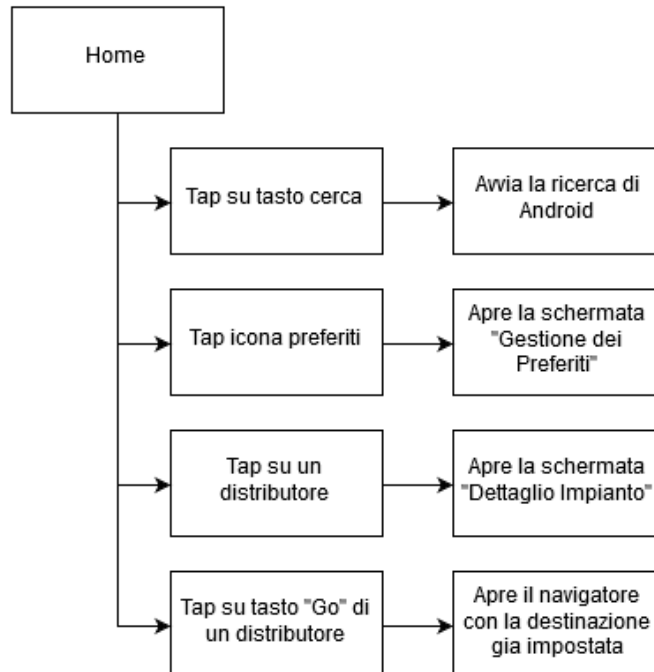 Home
Tap su tasto cerca
Avvia la ricerca di
Android
Tap icona preferiti
Apre la schermata
"Gestione dei
Preferiti"
Tap su un
distributore
Apre la schermata
"Dettaglio Impianto"
Tap su tasto "Go" di
un distributore
Apre il navigatore
con la destinazione
gia impostata